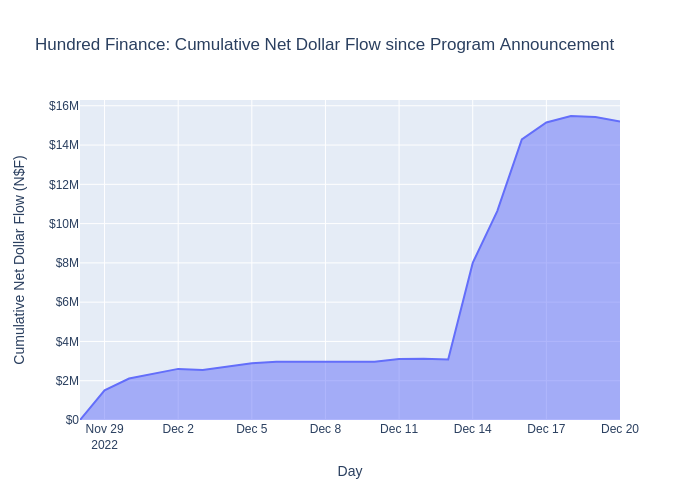 Hundred Finance: Cumulative Net Dollar Flow since Program Announcement
Cumulative Net Dollar Flow (N$F)
$16M
$14M
$12M
$10M
$8M
$6M
$4M
$2M
$0
Nov 29 Dec 2 Dec 5 Dec 8 Dec 11 Dec 14 Dec 17 Dec 20
2022
Day